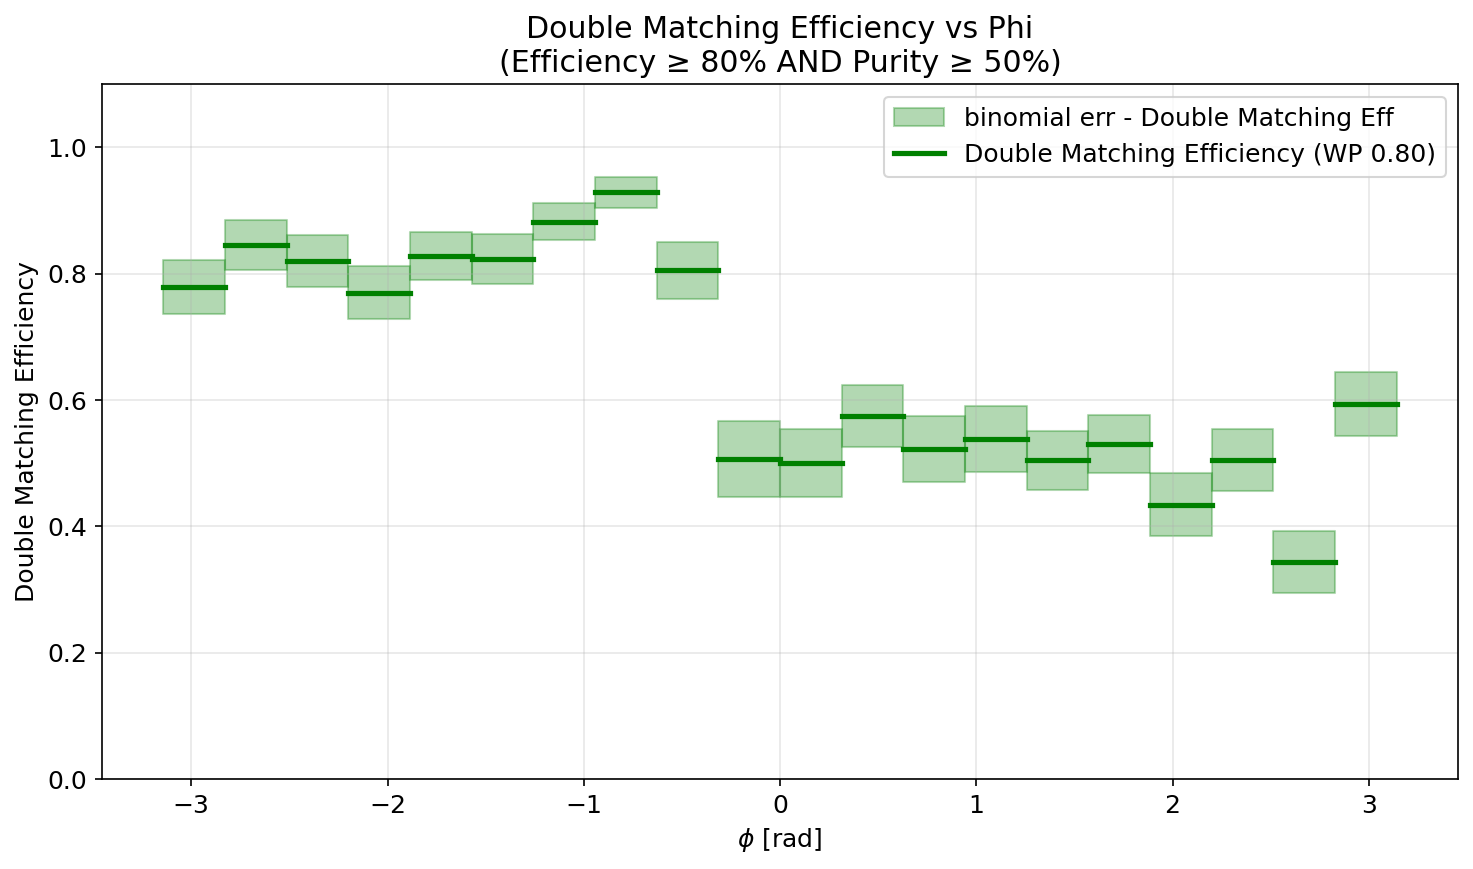 Double Matching Efficiency vs Phi
(Efficiency ≥ 80% AND Purity ≥ 50%)
binomial err - Double Matching Eff
Double Matching Efficiency (WP 0.80)
Double Matching Efficiency
1.0
0.8
0.6
0.4
0.2
0.0
−3 −2 −1 0 1 2 3
ϕ [rad]